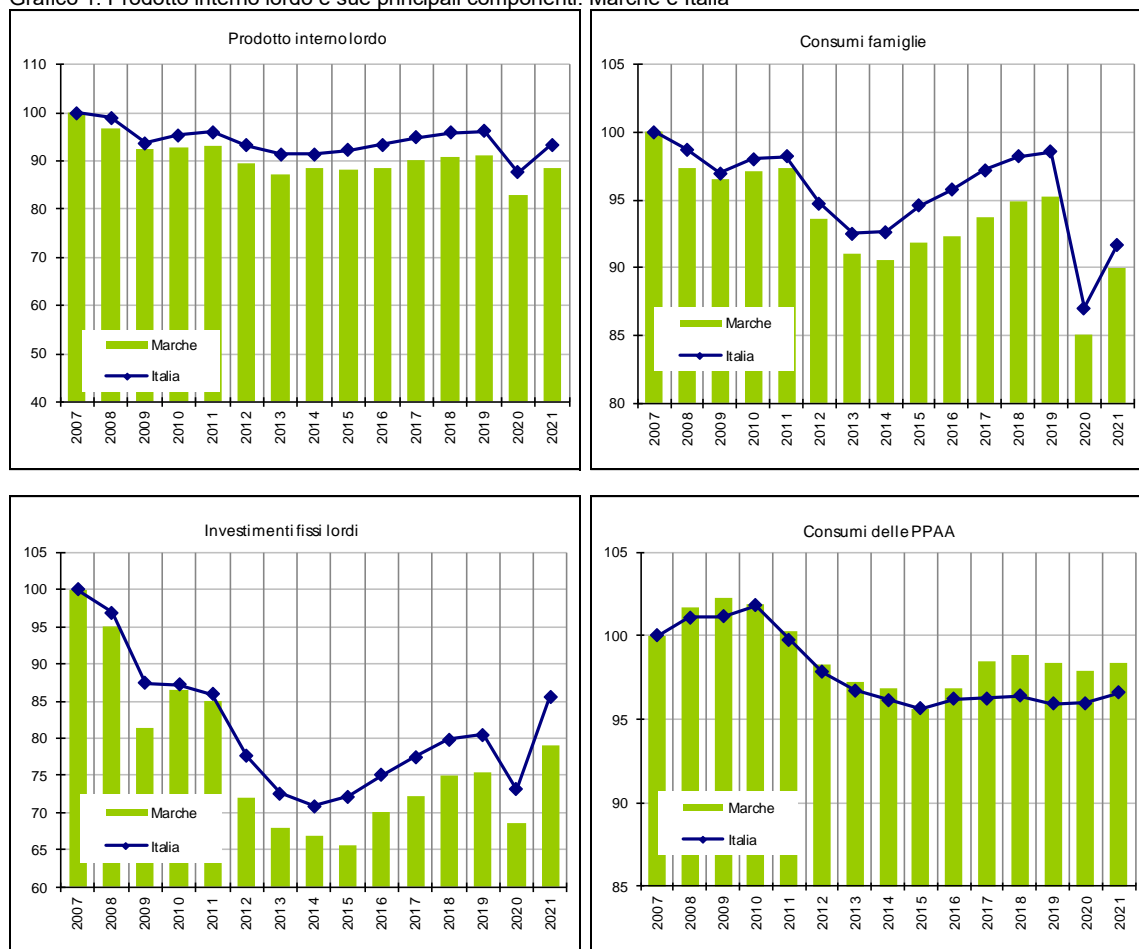 Grafico 1. Prodotto interno lordo e sue principali componenti. Marche e Italia
Prodotto interno lordo
110
100
90
80
70
60
50
40
Marche
Italia
2007 2008 2009 2010 2011 2012 2013 2014 2015 2016 2017 2018 2019 2020 2021
Consumi famiglie
105
100
95
90
85
80
Marche
Italia
2007 2008 2009 2010 2011 2012 2013 2014 2015 2016 2017 2018 2019 2020 2021
Investimenti fissi lordi
105
100
95
90
85
80
75
70
65
60
Marche
Italia
2007 2008 2009 2010 2011 2012 2013 2014 2015 2016 2017 2018 2019 2020 2021
Consumi delle PPAA
105
100
95
90
85
Marche
Italia
2007 2008 2009 2010 2011 2012 2013 2014 2015 2016 2017 2018 2019 2020 2021